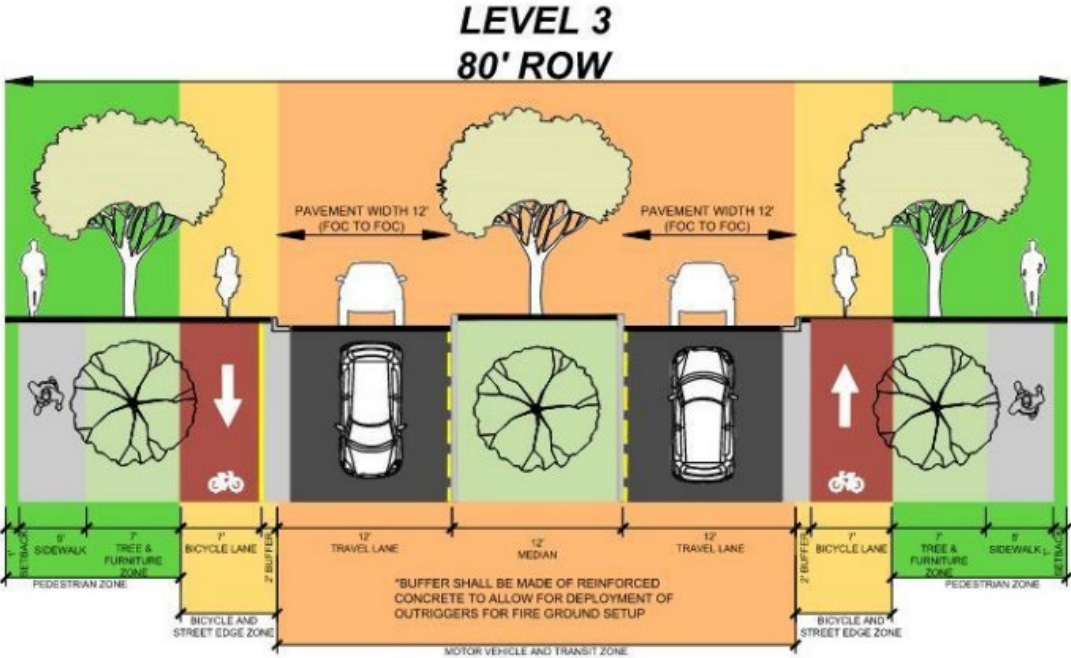 LEVEL 3
80' ROW
PAVEMENT WIDTH 12'
(FOC TO FOC)
PAVEMENT WIDTH 12'
(FOC TO FOC)
1'
SETBACK
SIDEWALK
7'
TREE &
FURNITURE
ZONE
7'
BICYCLE LANE
2' BUFFER
12'
TRAVEL LANE
12'
MEDIAN
12'
TRAVEL LANE
2' BUFFER
7'
BICYCLE LANE
7'
TREE &
FURNITURE
ZONE
SIDEWALK
1'
SETBACK
PEDESTRIAN ZONE
PEDESTRIAN ZONE
*BUFFER SHALL BE MADE OF REINFORCED
CONCRETE TO ALLOW FOR DEPLOYMENT OF
OUTRIGGERS FOR FIRE GROUND SETUP
BICYCLE AND
STREET EDGE ZONE
BICYCLE AND
STREET EDGE ZONE
MOTOR VEHICLE AND TRANSIT ZONE